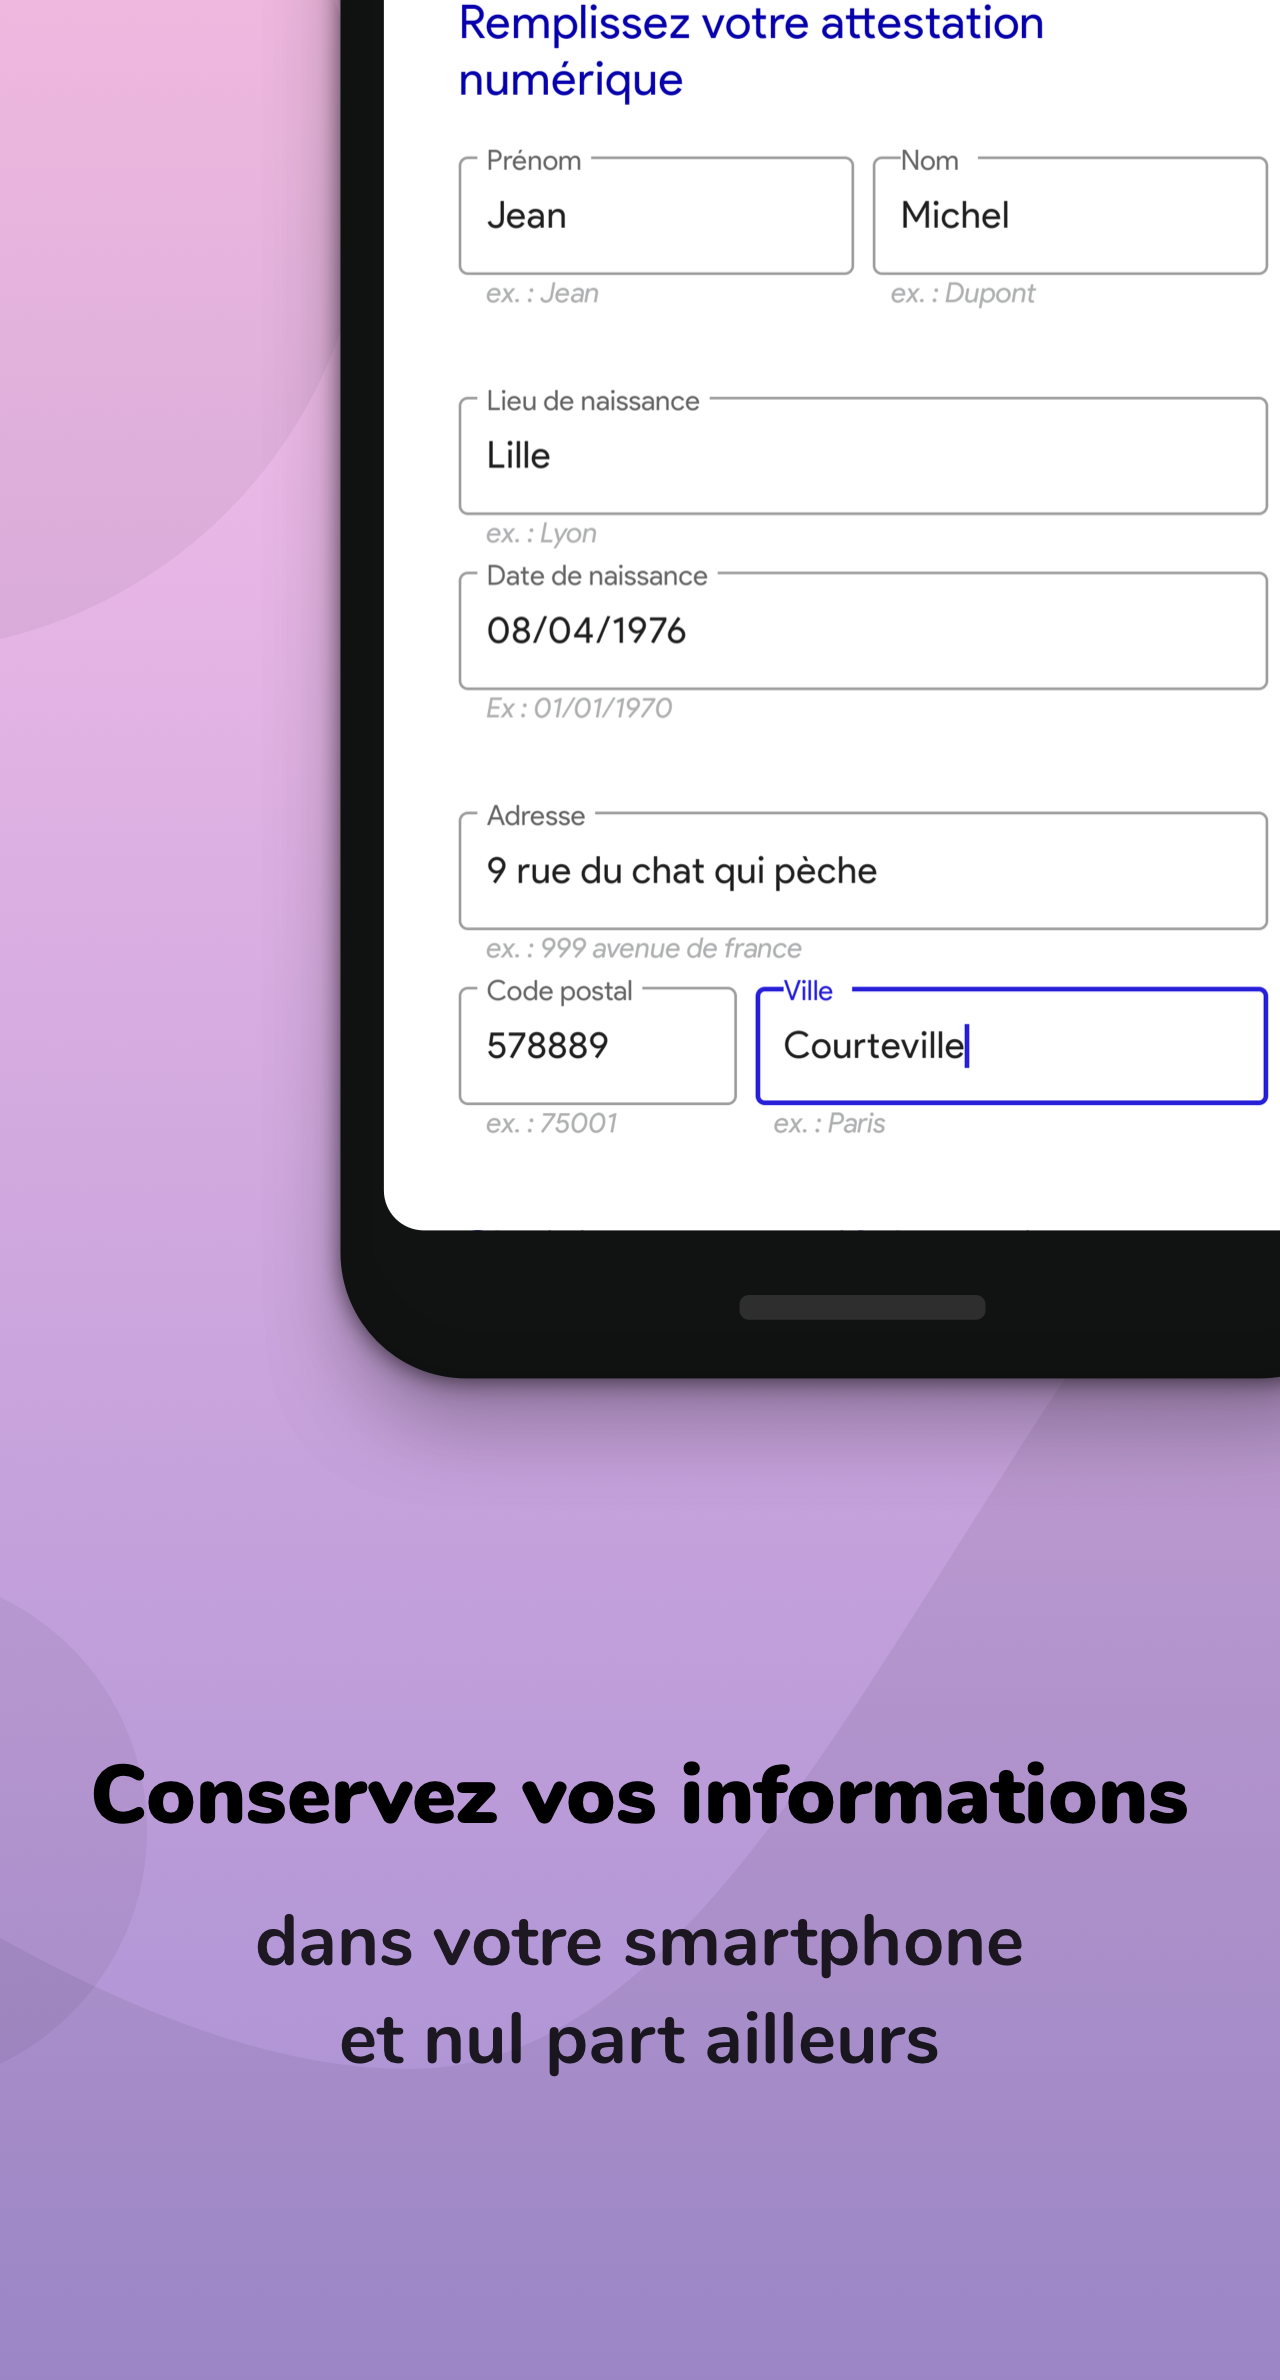 Remplissez votre attestation
numérique
Prénom
Jean
ex. : Jean
Nom
Michel
ex. : Dupont
Lieu de naissance
Lille
ex. : Lyon
Date de naissance
08/04/1976
Ex : 01/01/1970
Adresse
9 rue du chat qui pèche
ex. : 999 avenue de france
Code postal
578889
ex. : 75001
Ville
Courteville
ex. : Paris
Conservez vos informations
dans votre smartphone
et nul part ailleurs